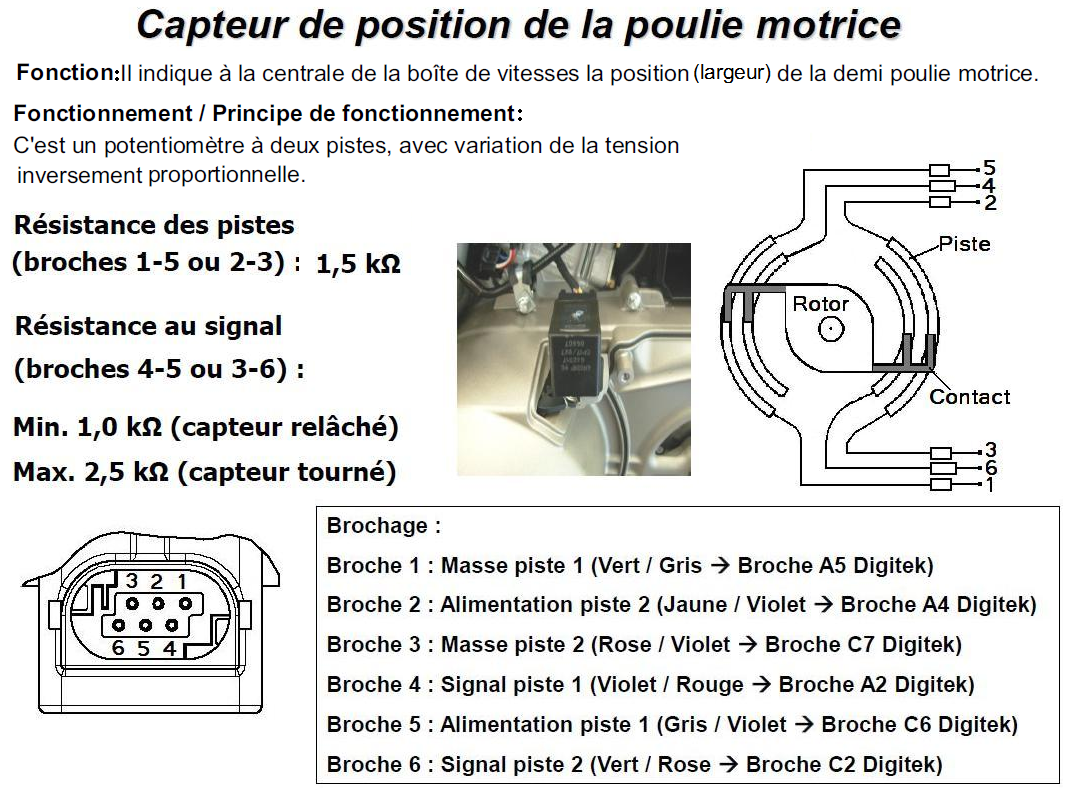 Capteur de position de la poulie motrice
Fonction:Il indique à la centrale de la boîte de vitesses la position (largeur) de la demi poulie motrice.
Fonctionnement / Principe de fonctionnement:
C'est un potentiomètre à deux pistes, avec variation de la tension
inversement proportionnelle.
Résistance des pistes
(broches 1-5 ou 2-3) : 1,5 kΩ
Résistance au signal
(broches 4-5 ou 3-6) :
Min. 1,0 kΩ (capteur relâché)
Max. 2,5 kΩ (capteur tourné)
5
4
2
Piste
Rotor
Contact
3
6
1
3 2 1
6 5 4
Brochage :
Broche 1 : Masse piste 1 (Vert / Gris → Broche A5 Digitek)
Broche 2 : Alimentation piste 2 (Jaune / Violet → Broche A4 Digitek)
Broche 3 : Masse piste 2 (Rose / Violet → Broche C7 Digitek)
Broche 4 : Signal piste 1 (Violet / Rouge → Broche A2 Digitek)
Broche 5 : Alimentation piste 1 (Gris / Violet → Broche C6 Digitek)
Broche 6 : Signal piste 2 (Vert / Rose → Broche C2 Digitek)